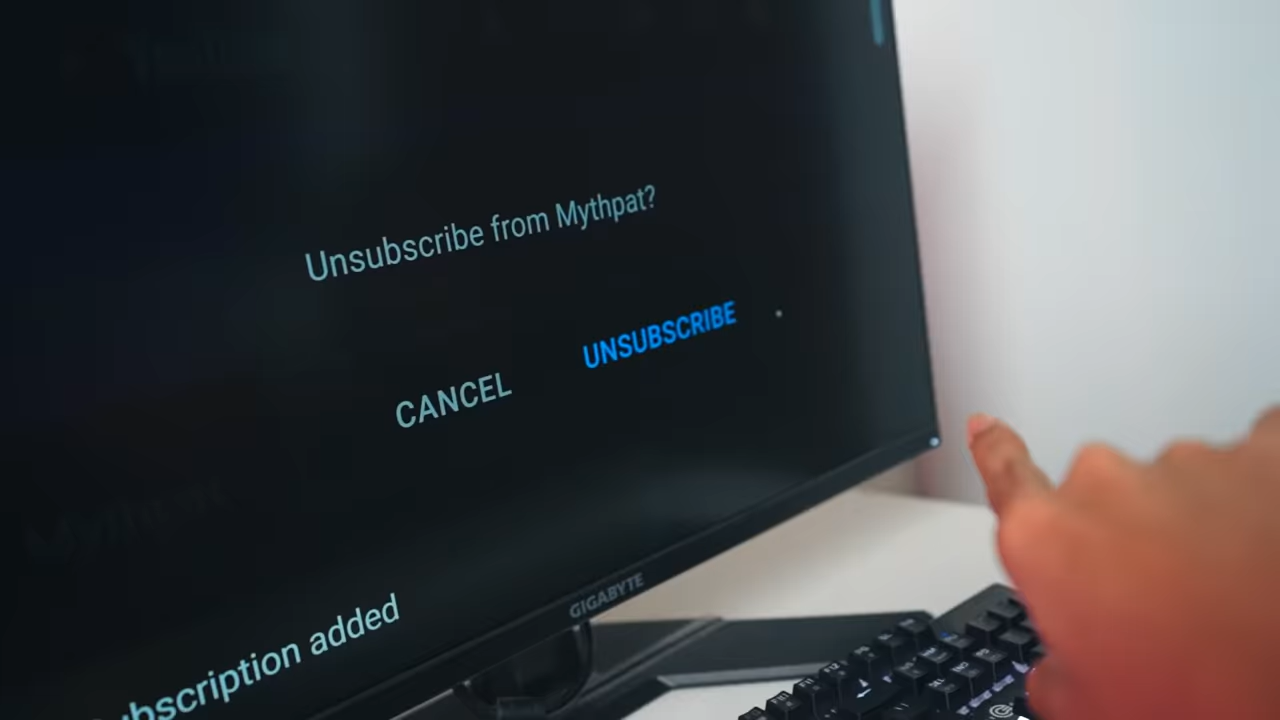 Unsubscribe from Mythpat?
UNSUBSCRIBE
CANCEL
ubscription added
GIGABYTE